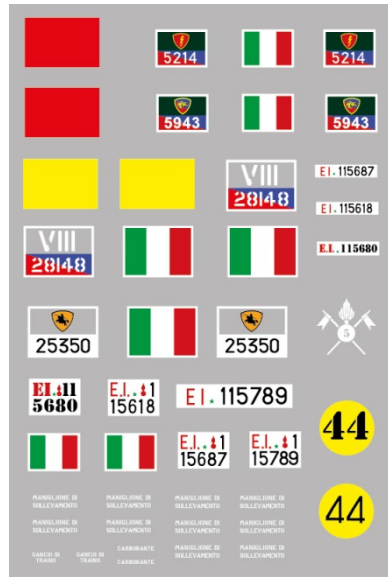 5214
5214
5943
5943
VIII
28148
EI. 115687
E.I. 115618
E.I. 115680
VIII
28148
5
25350
25350
EI. 11
5680
E.I. 1
15618
EI. 115789
44
E.I. 1
15687
E.I. 1
15789
44
MANIGLIONE DI
SOLLEVAMENTO
MANIGLIONE DI
SOLLEVAMENTO
MANIGLIONE DI
SOLLEVAMENTO
MANIGLIONE DI
SOLLEVAMENTO
MANIGLIONE DI
SOLLEVAMENTO
MANIGLIONE DI
SOLLEVAMENTO
MANIGLIONE DI
SOLLEVAMENTO
MANIGLIONE DI
SOLLEVAMENTO
GANCIO DI
TRAINO
GANCIO DI
TRAINO
CARBURANTE
CARBURANTE
MANIGLIONE DI
SOLLEVAMENTO
MANIGLIONE DI
SOLLEVAMENTO